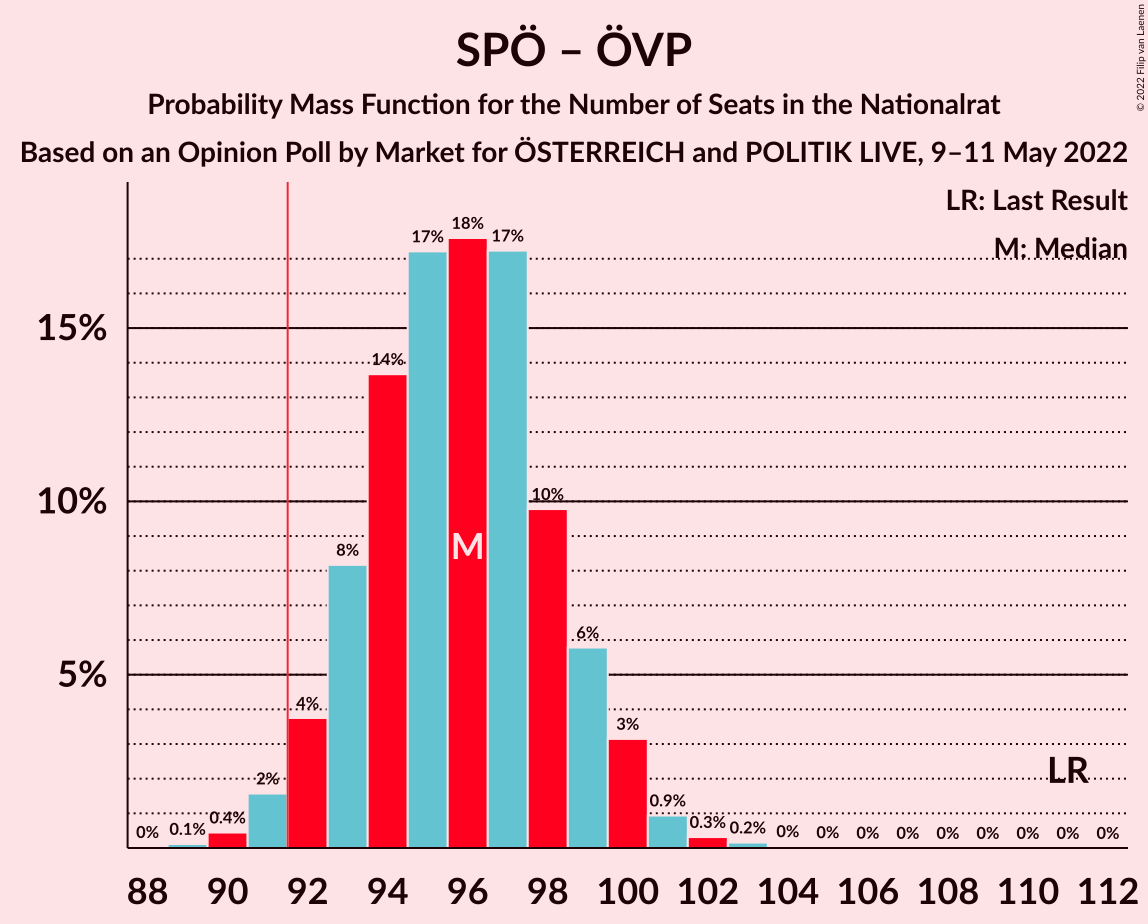 SPÖ – ÖVP
Probability Mass Function for the Number of Seats in the Nationalrat
Based on an Opinion Poll by Market for ÖSTERREICH and POLITIK LIVE, 9–11 May 2022
© 2022 Filip van Laenen
LR: Last Result
M: Median
15%
10%
5%
0% 0.1% 0.4% 2% 4% 8% 14% 17% 18% 17% 10% 6% 3% 0.9% 0.3% 0.2% 0% 0% 0% 0% 0% 0% 0% 0% 0%
M
LR
88 90 92 94 96 98 100 102 104 106 108 110 112